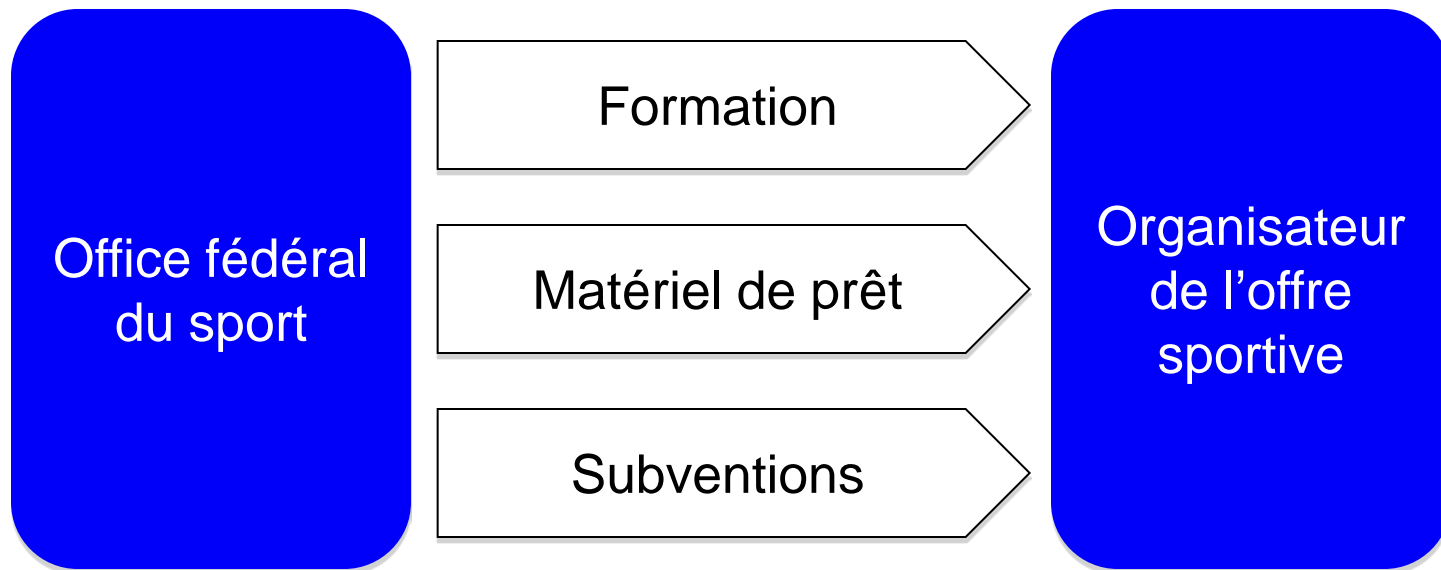 Office fédéral
du sport
Formation
Matériel de prêt
Subventions
Organisateur
de l’offre
sportive